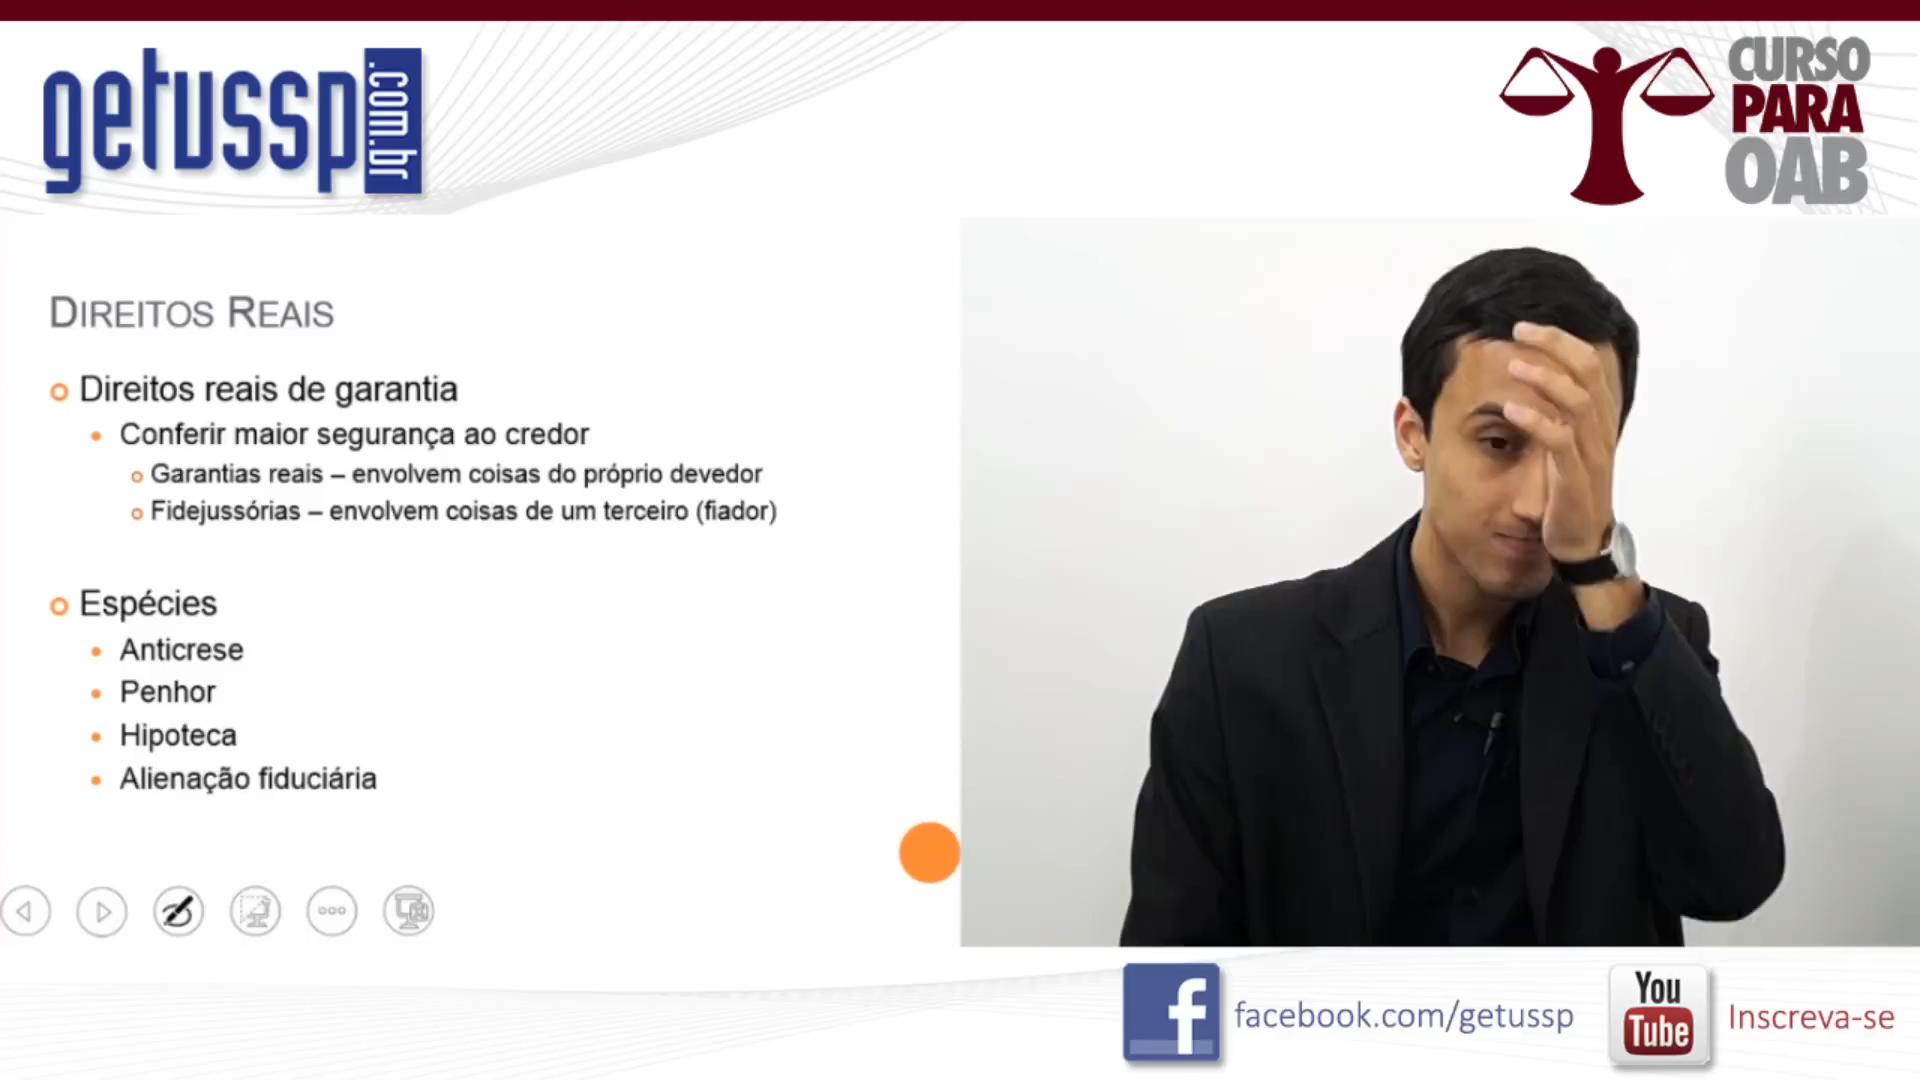 getussp.com.br
CURSO
PARA
OAB
DIREITOS REAIS
Direitos reais de garantia
Conferir maior segurança ao credor
Garantias reais – envolvem coisas do próprio devedor
Fidejussórias – envolvem coisas de um terceiro (fiador)
Espécies
Anticrese
Penhor
Hipoteca
Alienação fiduciária
f facebook.com/getussp
You
Tube
Inscreva-se